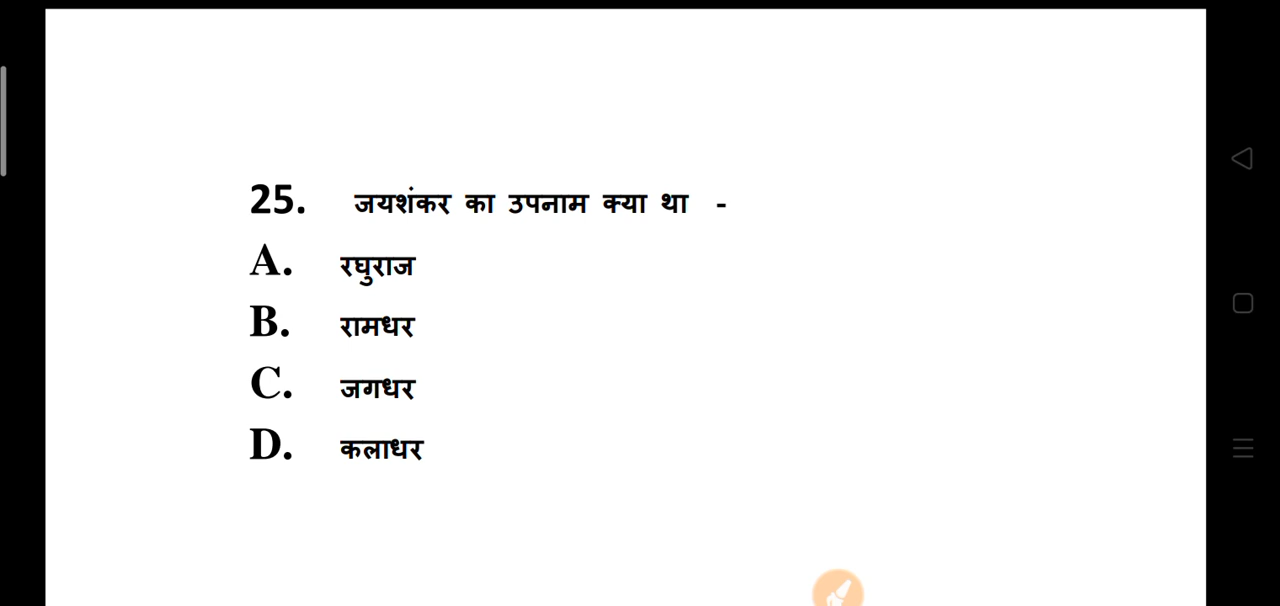 25. जयशंकर का उपनाम क्या था -
A. रघुराज
B. रामधर
C. जगधर
D. कलाधर